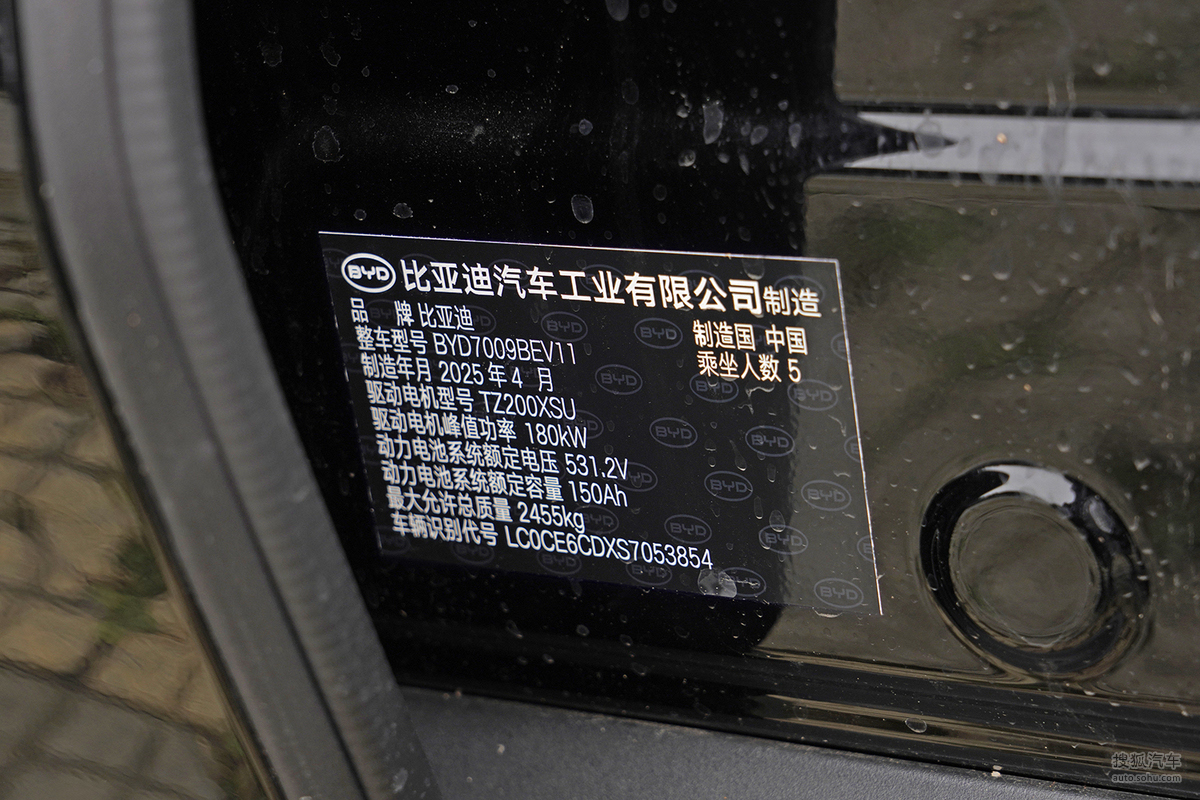 BYD 比亚迪汽车工业有限公司制造
品 牌 比亚迪
制造国 中国
整车型号 BYD7009BEV11
乘坐人数 5
制造年月 2025 年 4 月
驱动电机型号 TZ200XSU
驱动电机峰值功率 180kW
动力电池系统额定电压 531.2V
动力电池系统额定容量 150Ah
最大允许总质量 2455kg
车辆识别代号 LC0CE6CDXS7053854
搜狐汽车
auto.sohu.com